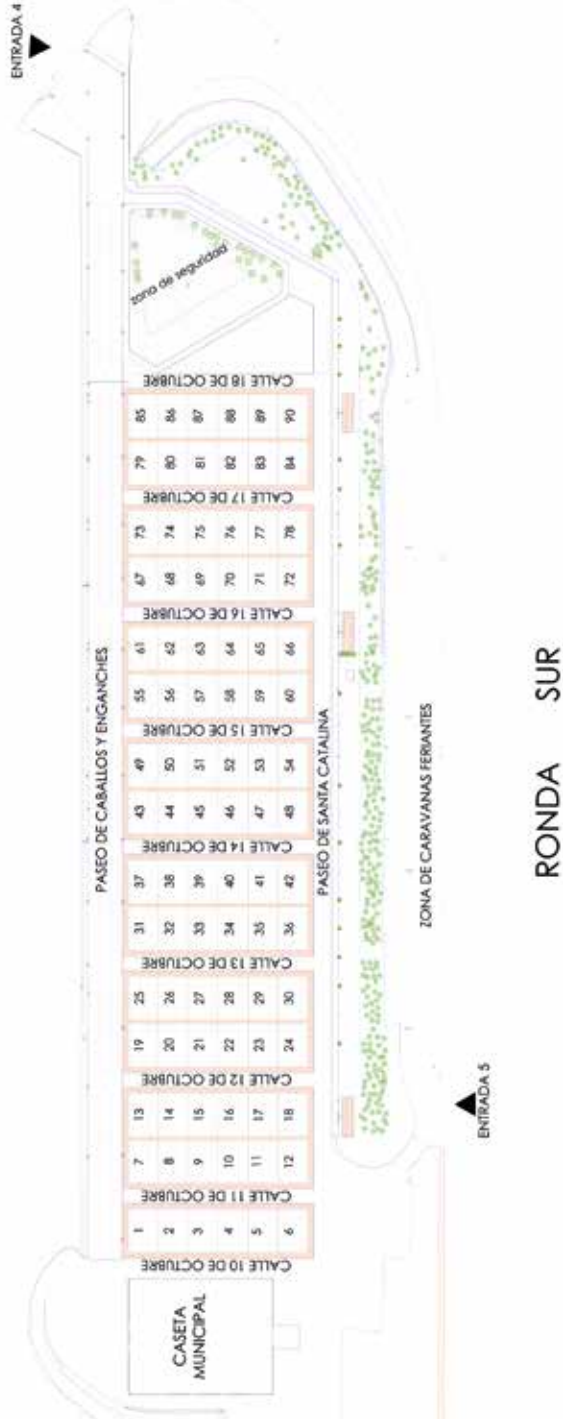 ENTRADA 4
zona de seguridad
PASEO DE CABALLOS Y ENGANCHES
CALLE 10 DE OCTUBRE
1 2 3 4 5 6
CALLE 11 DE OCTUBRE
7 8 9 10 11 12
13 14 15 16 17 18
CALLE 12 DE OCTUBRE
19 20 21 22 23 24
25 26 27 28 29 30
CALLE 13 DE OCTUBRE
31 32 33 34 35 36
37 38 39 40 41 42
CALLE 14 DE OCTUBRE
43 44 45 46 47 48
49 50 51 52 53 54
CALLE 15 DE OCTUBRE
55 56 57 58 59 60
61 62 63 64 65 66
CALLE 16 DE OCTUBRE
67 68 69 70 71 72
73 74 75 76 77 78
CALLE 17 DE OCTUBRE
79 80 81 82 83 84
85 86 87 88 89 90
CALLE 18 DE OCTUBRE
CASETA
MUNICIPAL
PASEO DE SANTA CATALINA
ZONA DE CARAVANAS FERIANTES
ENTRADA 5
RONDA SUR